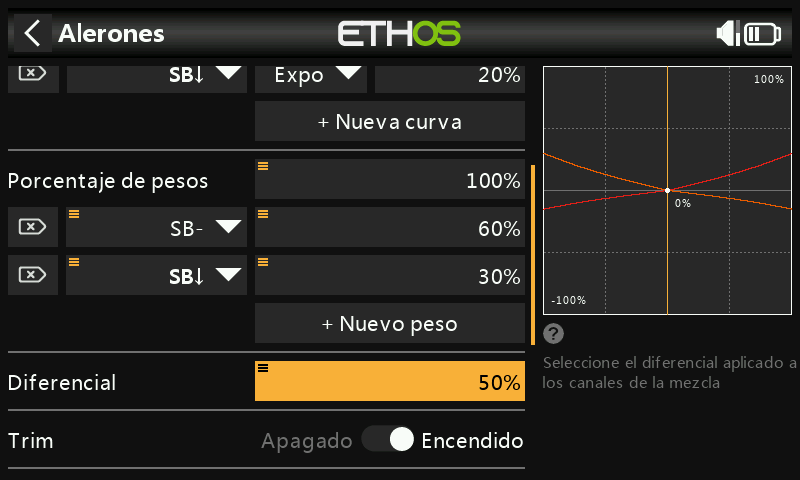 Alerones
ETHOS
SB↓ Expo 20%
+ Nueva curva
Porcentaje de pesos 100%
SB- 60%
SB↓ 30%
+ Nuevo peso
Diferencial 50%
Trim Apagado Encendido
100%
0%
-100%
?
Seleccione el diferencial aplicado a
los canales de la mezcla